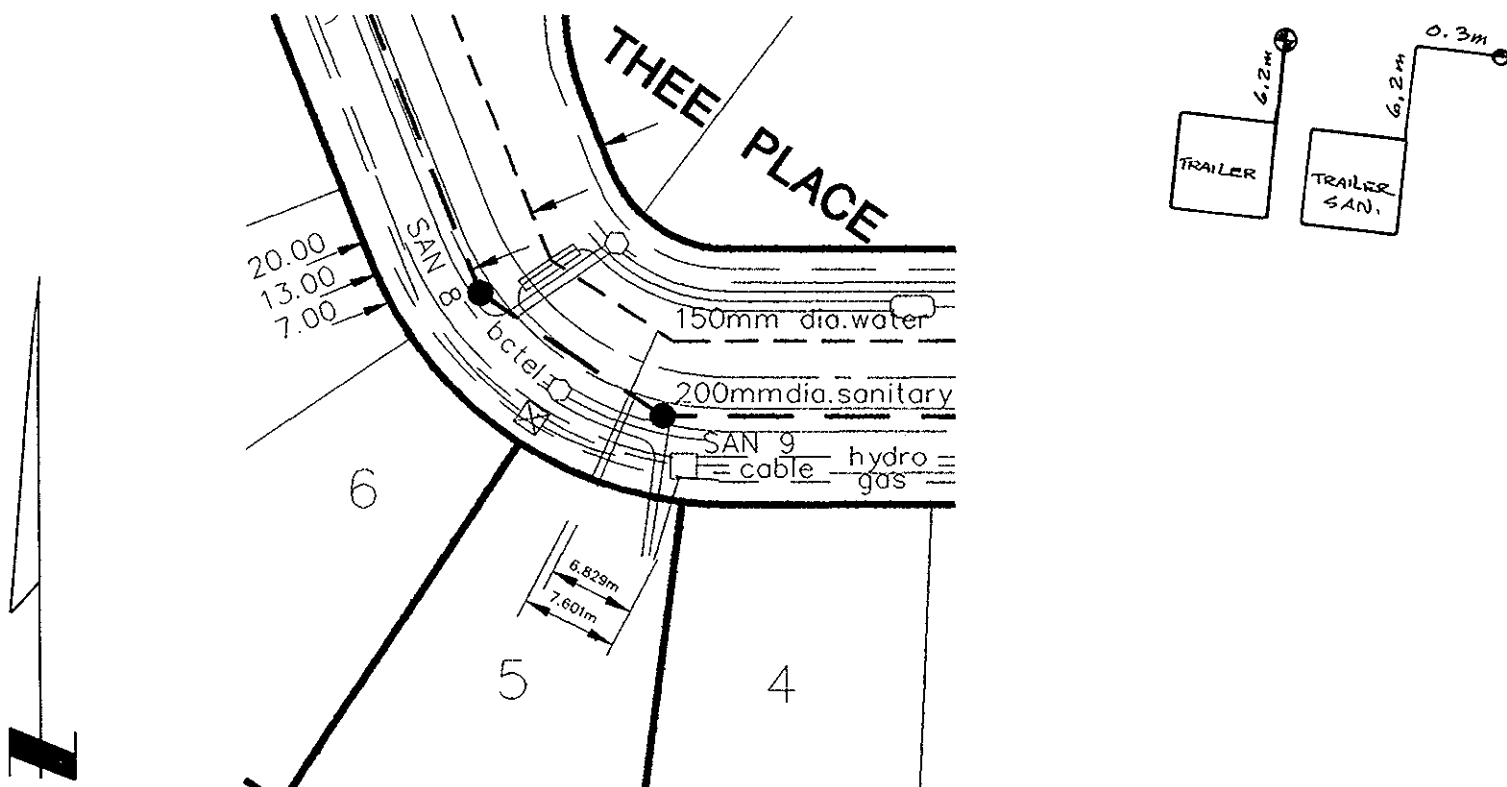 THEE PLACE
0.3m
6.2m
6.2m
TRAILER
TRAILER
SAN.
20.00
13.00
7.00
SAN 8
bctel
150mm dia.water
200mmdia.sanitary
SAN 9
cable
hydro
gas
6
6.829m
7.601m
5
4